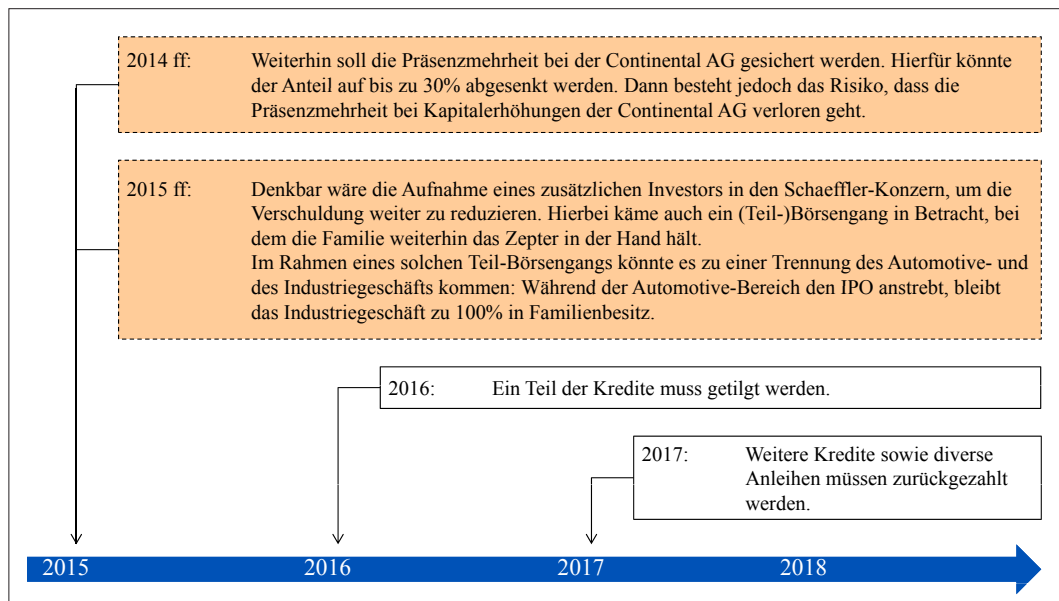 2014 ff: Weiterhin soll die Präsenzmehrheit bei der Continental AG gesichert werden. Hierfür könnte
der Anteil auf bis zu 30% abgesenkt werden. Dann besteht jedoch das Risiko, dass die
Präsenzmehrheit bei Kapitalerhöhungen der Continental AG verloren geht.
2015 ff: Denkbar wäre die Aufnahme eines zusätzlichen Investors in den Schaeffler-Konzern, um die
Verschuldung weiter zu reduzieren. Hierbei käme auch ein (Teil-)Börsengang in Betracht, bei
dem die Familie weiterhin das Zepter in der Hand hält.
Im Rahmen eines solchen Teil-Börsengangs könnte es zu einer Trennung des Automotive- und
des Industriegeschäfts kommen: Während der Automotive-Bereich den IPO anstrebt, bleibt
das Industriegeschäft zu 100% in Familienbesitz.
2016: Ein Teil der Kredite muss getilgt werden.
2017: Weitere Kredite sowie diverse
Anleihen müssen zurückgezahlt
werden.
2015 2016 2017 2018